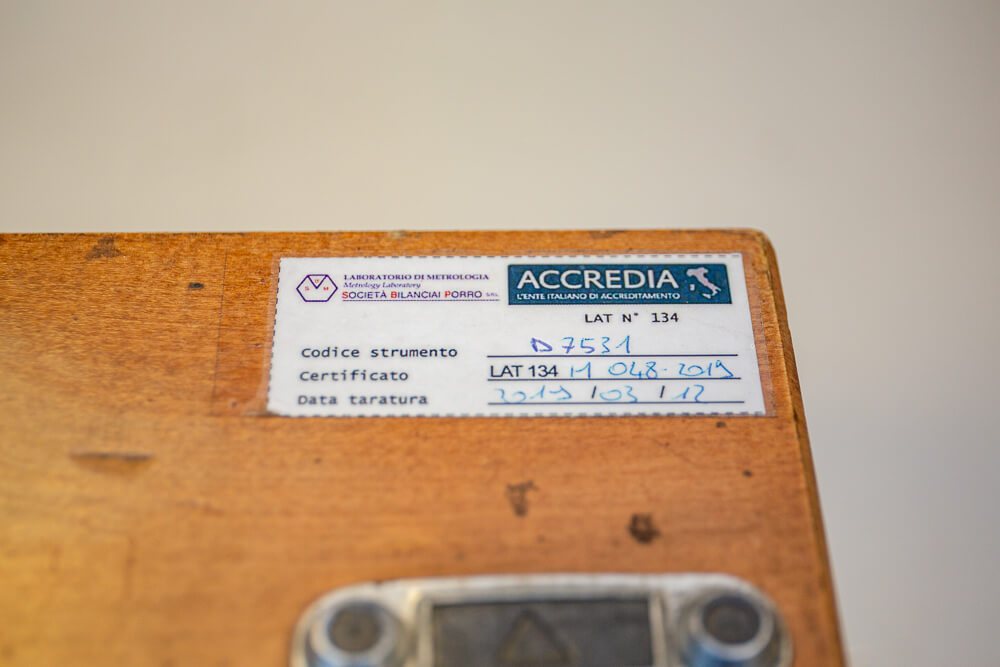 LABORATORIO DI METROLOGIA
Metrology Laboratory
SOCIETÀ BILANCIAI PORRO SRL
ACCREDIA
L'ENTE ITALIANO DI ACCREDITAMENTO
LAT N° 134
Codice strumento D7531
Certificato LAT 134 M 048-2019
Data taratura 2019/03/12